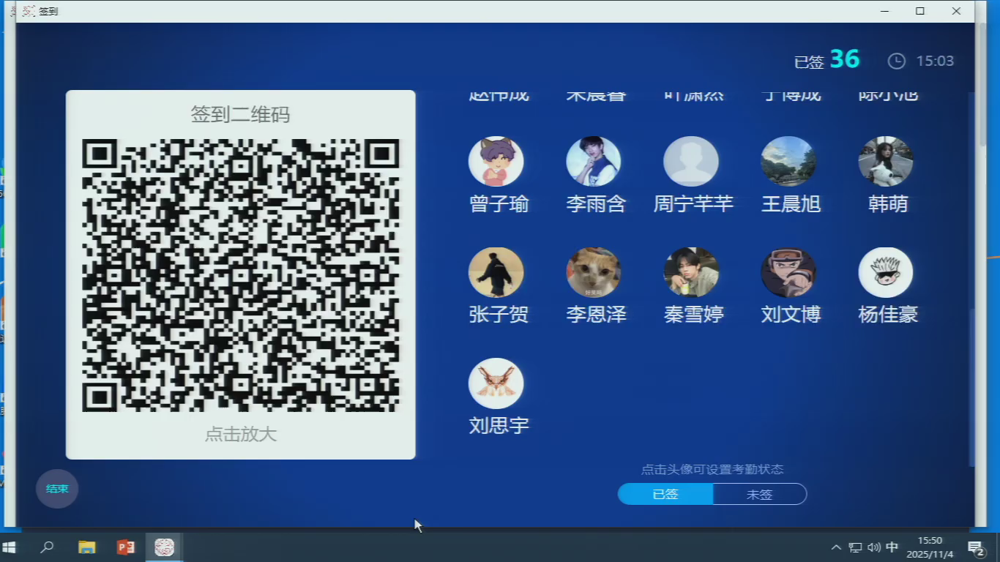 签到
已签 36 15:03
签到二维码
曾子瑜 李雨含 周宁芊芊 王晨旭 韩萌
张子贺 李恩泽 秦雪婷 刘文博 杨佳豪
刘思宇
点击放大
点击头像可设置考勤状态
结束
已签 未签
中
15:50
2025/11/4
2